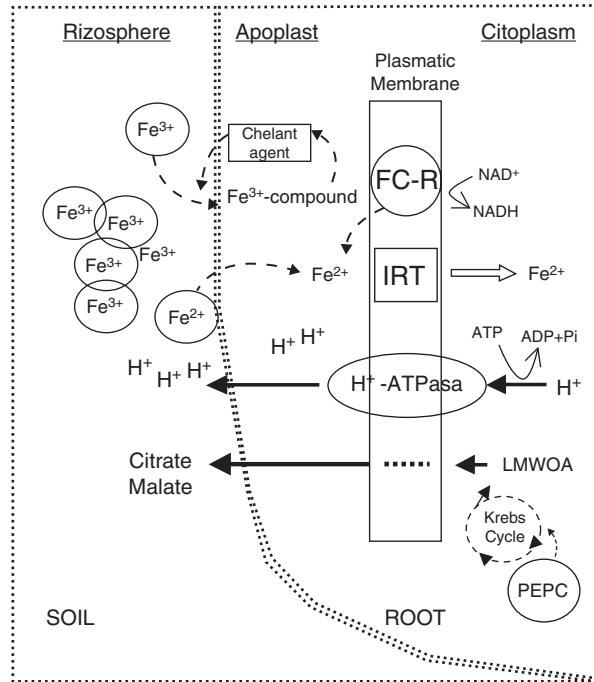 Rizosphere
Apoplast
Citoplasm
Plasmatic
Membrane
Fe³⁺
Chelant
agent
Fe³⁺-compound
FC-R
NAD⁺
NADH
Fe³⁺
Fe³⁺
Fe³⁺
Fe³⁺
Fe³⁺
Fe²⁺
Fe²⁺
IRT
Fe²⁺
H⁺ H⁺
H⁺ H⁺ H⁺
H⁺ -ATPasa
ATP
ADP+Pi
H⁺
Citrate
Malate
LMWOA
Krebs
Cycle
PEPC
SOIL
ROOT